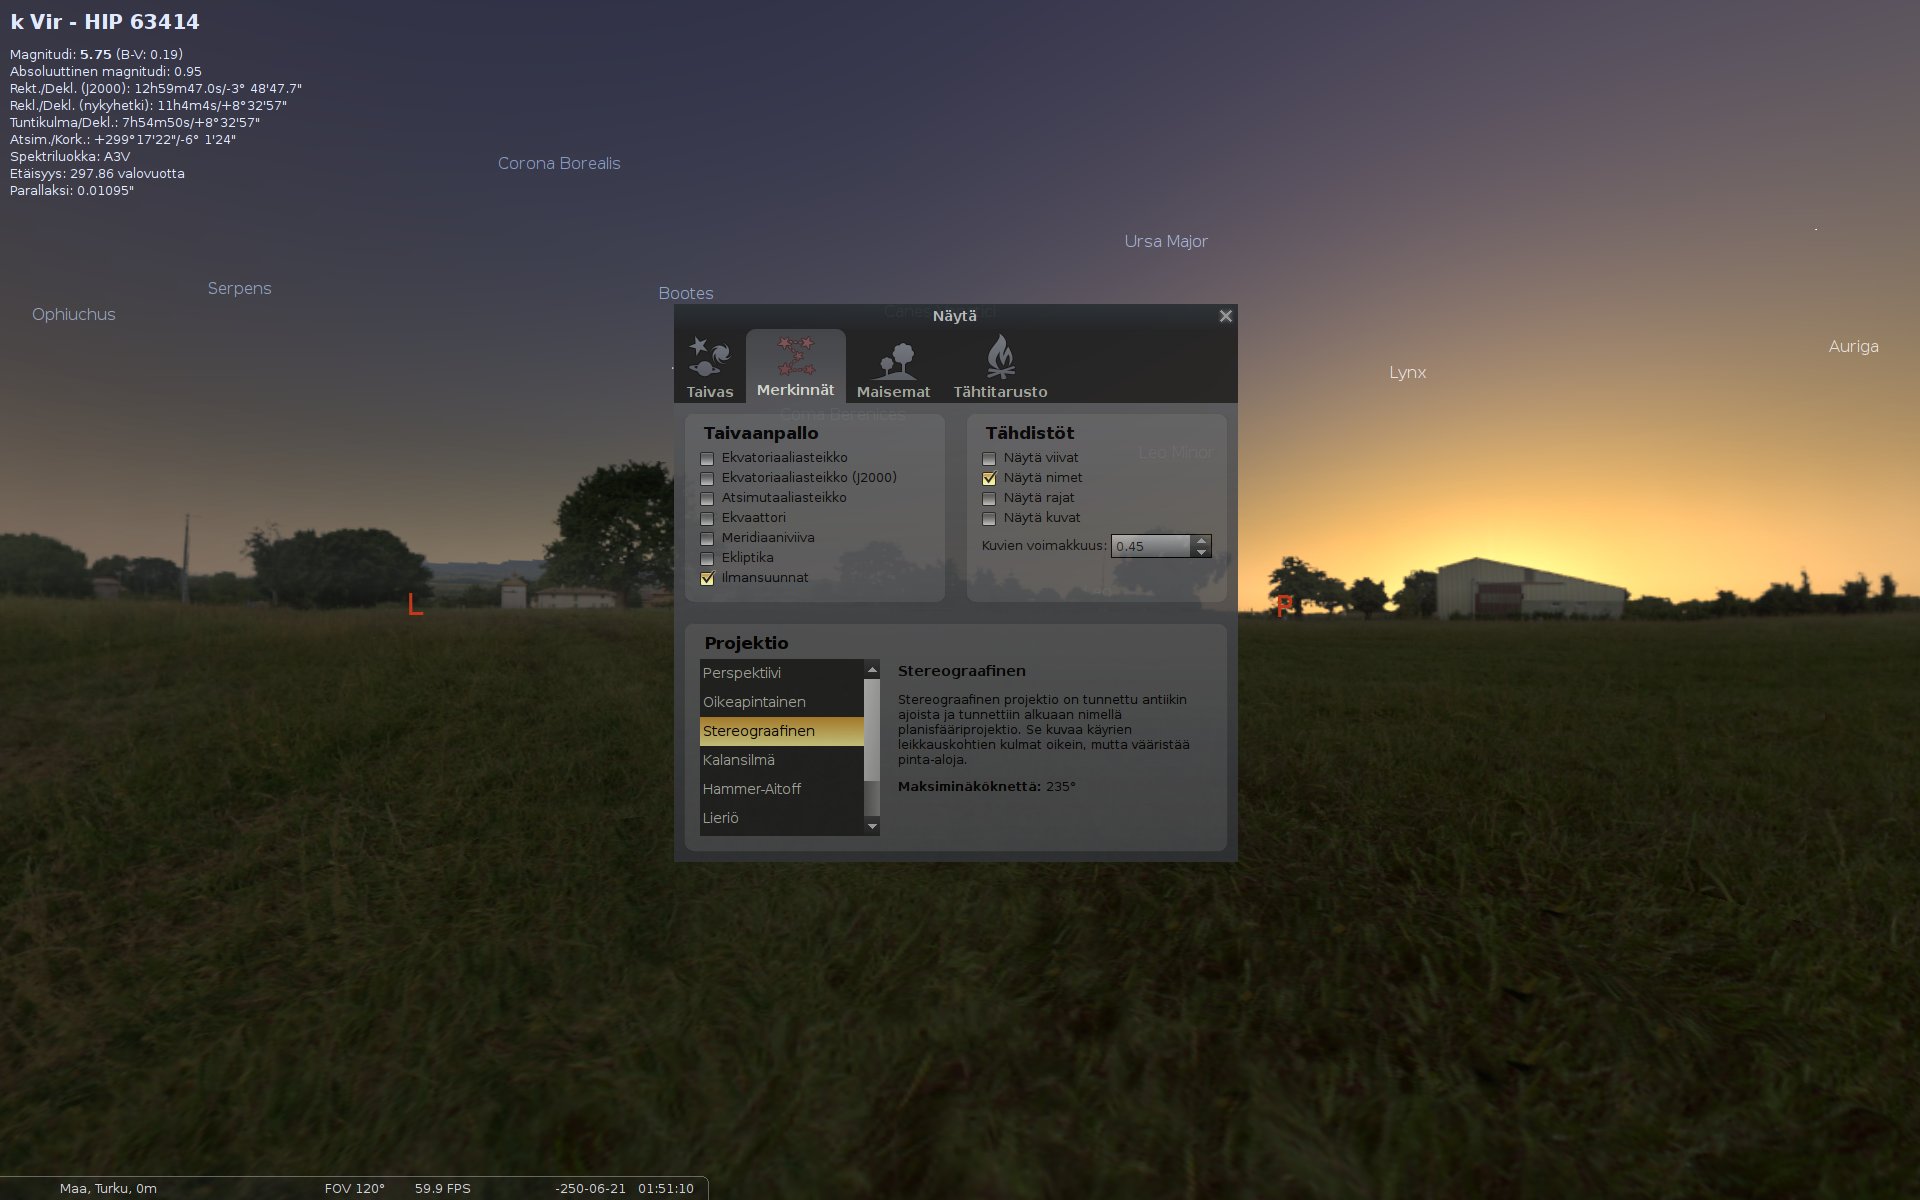 k Vir - HIP 63414
Magnitudi: 5.75 (B-V: 0.19)
Absoluuttinen magnitudi: 0.95
Rekt./Dekl. (J2000): 12h59m47.0s/-3° 48'47.7"
Rekl./Dekl. (nykyhetki): 11h4m4s/+8°32'57"
Tuntikulma/Dekl.: 7h54m50s/+8°32'57"
Atsim./Kork.: +299°17'22"/-6° 1'24"
Spektriluokka: A3V
Etäisyys: 297.86 valovuotta
Parallaksi: 0.01095"
Corona Borealis
Ursa Major
Serpens
Bootes
Ophiuchus
Auriga
Lynx
Näytä
Taivas
Merkinnät
Maisemat
Tähtitarusto
Coma Berenices
Taivaanpallo
Ekvatoriaaliasteikko
Ekvatoriaaliasteikko (J2000)
Atsimutaaliasteikko
Ekvaattori
Meridiaaniviiva
Ekliptika
Ilmansuunnat
Tähdistöt
Leo Minor
Näytä viivat
Näytä nimet
Näytä rajat
Näytä kuvat
Kuvien voimakkuus: 0.45
L
P
Projektio
Perspektiivi
Oikeapintainen
Stereograafinen
Kalansilmä
Hammer-Aitoff
Lieriö
Stereograafinen
Stereograafinen projektio on tunnettu antiikin
ajoista ja tunnettiin alkuaan nimellä
planisfääriprojektio. Se kuvaa käyrien
leikkauskohtien kulmat oikein, mutta vääristää
pinta-aloja.
Maksiminäköknettä: 235°
Maa, Turku, 0m
FOV 120°
59.9 FPS
-250-06-21
01:51:10